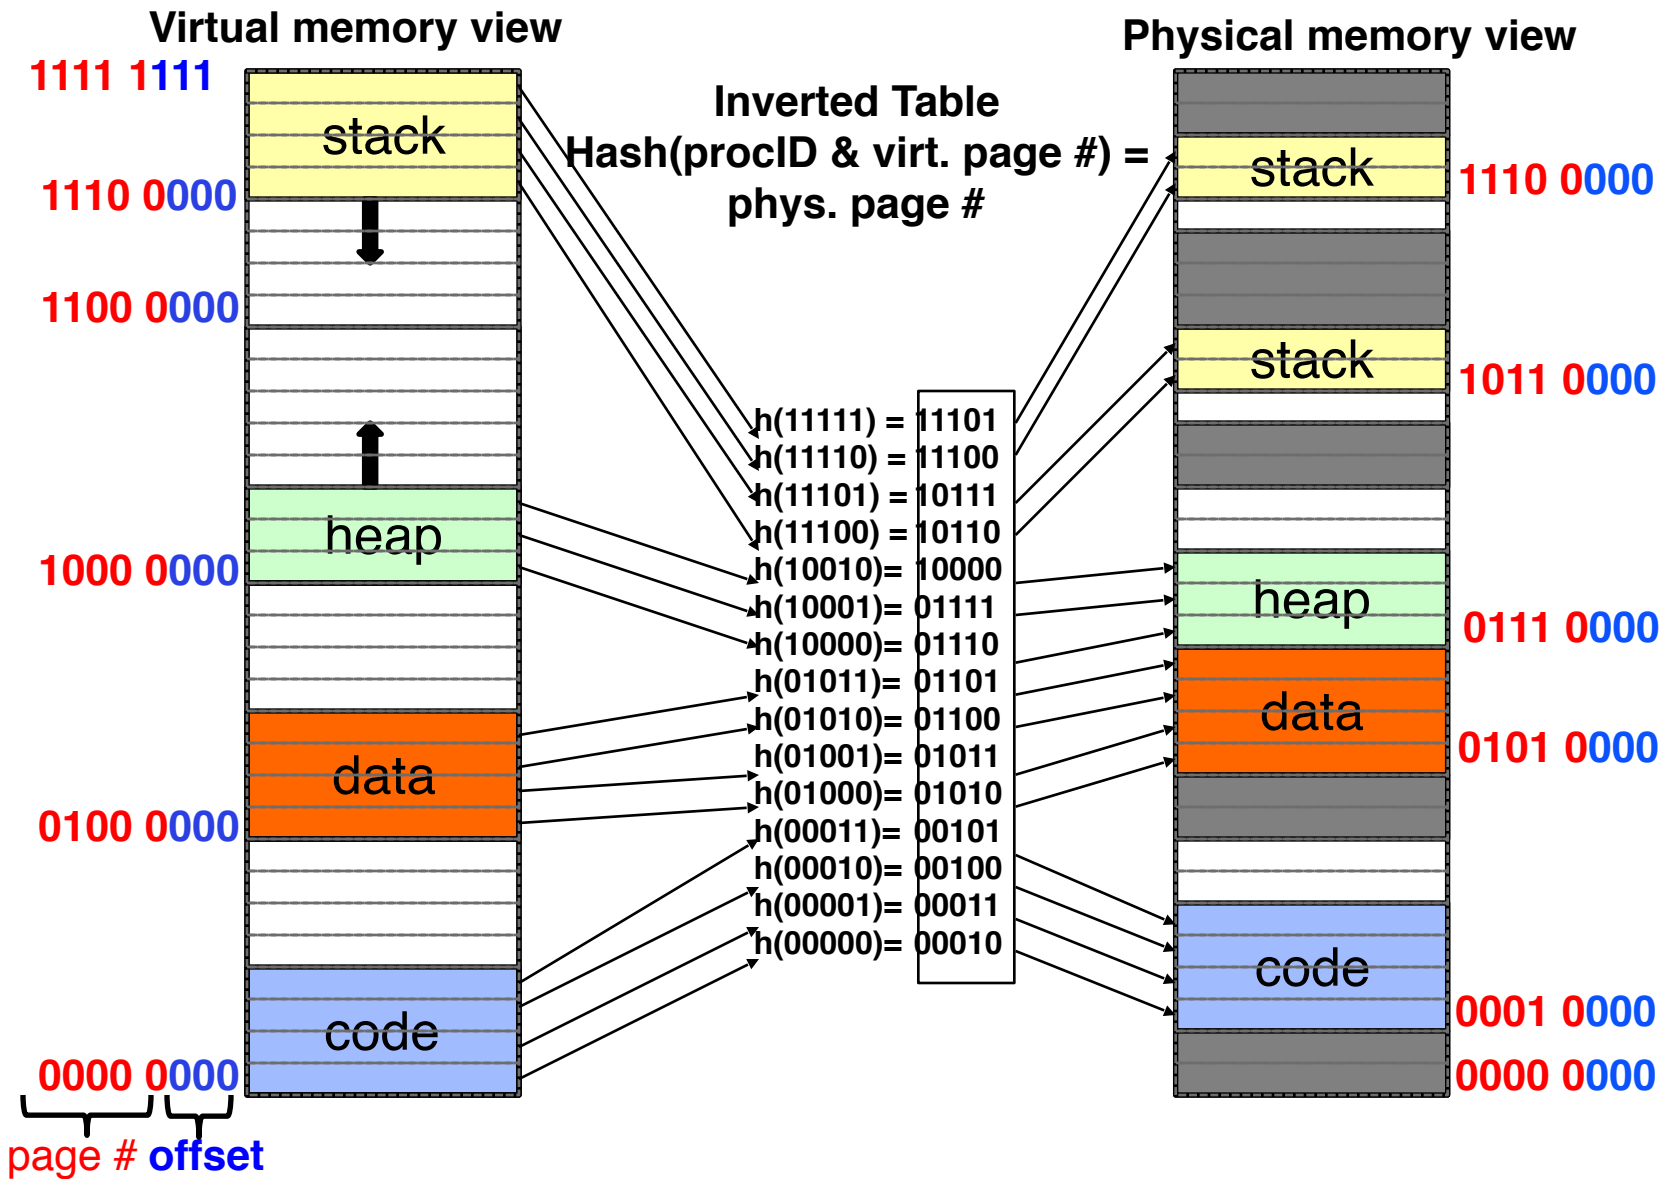 Virtual memory view
1111 1111
stack
1110 0000
1100 0000
heap
1000 0000
data
0100 0000
code
0000 0000
page # offset
Inverted Table
Hash(procID & virt. page #) =
phys. page #
h(11111) = 11101
h(11110) = 11100
h(11101) = 10111
h(11100) = 10110
h(10010)= 10000
h(10001)= 01111
h(10000)= 01110
h(01011)= 01101
h(01010)= 01100
h(01001)= 01011
h(01000)= 01010
h(00011)= 00101
h(00010)= 00100
h(00001)= 00011
h(00000)= 00010
Physical memory view
stack
1110 0000
stack
1011 0000
heap
0111 0000
data
0101 0000
code
0001 0000
0000 0000